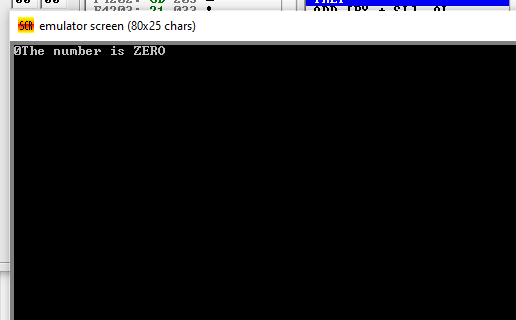 emulator screen (80x25 chars)
0The number is ZERO